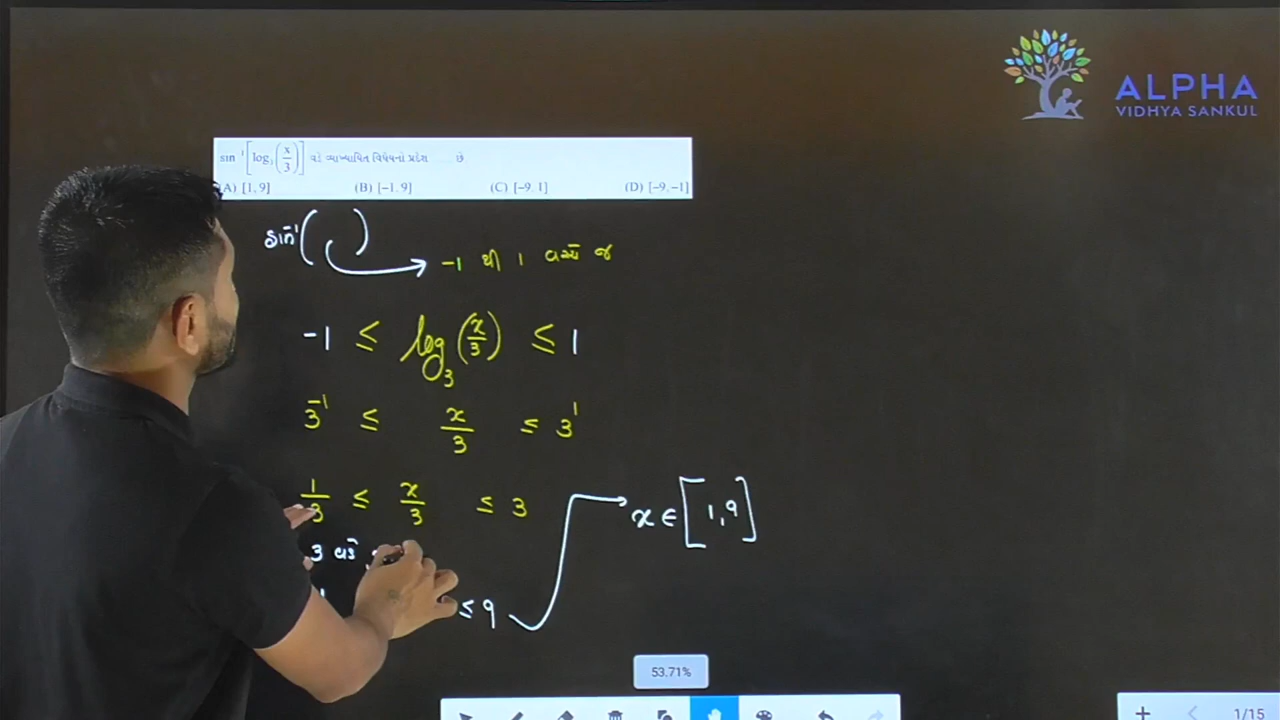 ALPHA
VIDHYA SANKUL
sin⁻¹[log₃(x/3)] વડે વ્યાખ્યાયિત વિધેયનો પ્રદેશ ..... છે
(A) [1, 9] (B) [−1, 9] (C) [−9, 1] (D) [−9, −1]
sin⁻¹( )
-1 થી 1 વચ્ચે જ
-1 ≤ log₃(x/3) ≤ 1
3⁻¹ ≤ x/3 ≤ 3¹
1/3 ≤ x/3 ≤ 3
x ∈ [1, 9]
3 વડે
≤ 9
53.71%
1/15